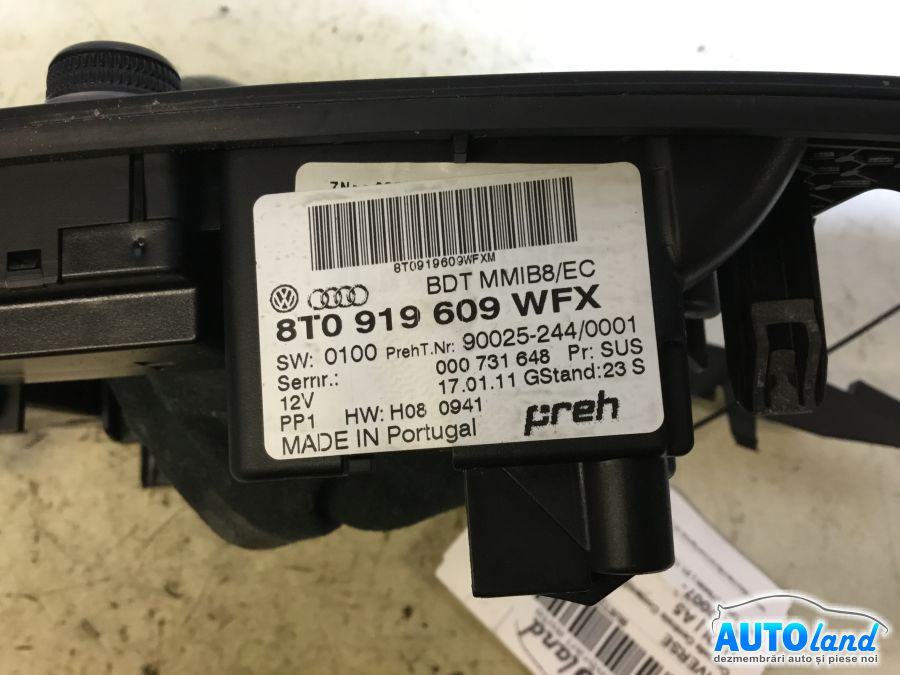 8T0919609WFXM
BDT MMIB8/EC
8T0 919 609 WFX
SW: 0100 PrehT.Nr: 90025-244/0001
Sernr.: 000 731 648 Pr: SUS
12V 17.01.11 GStand:23 S
PP1 HW: H08 0941
MADE IN Portugal preh
A5
AUTOland
dezmembrări auto și piese noi